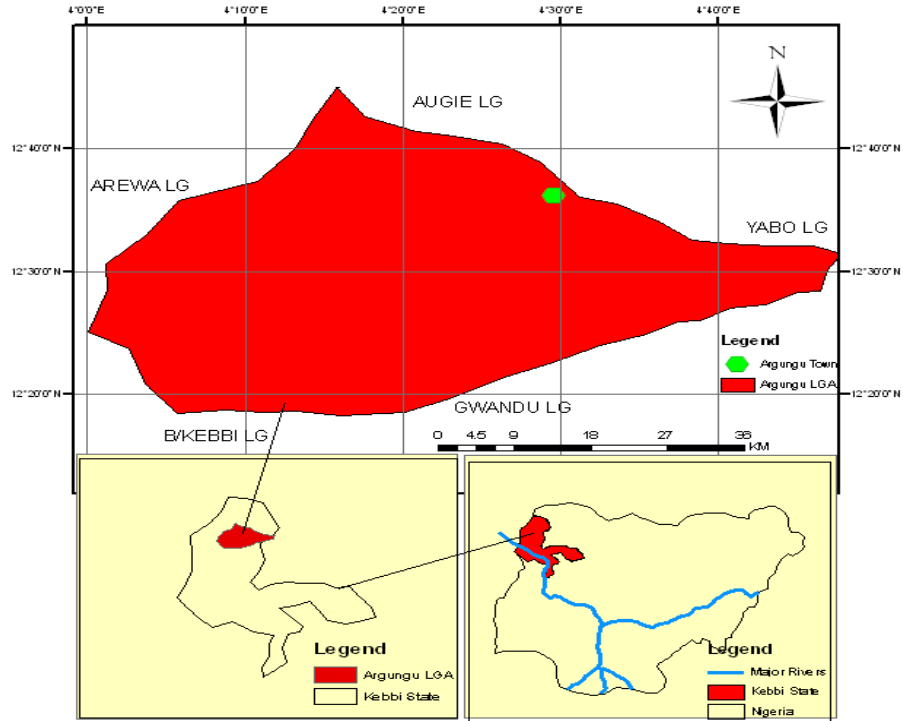 4°0'0"E 4°10'0"E 4°20'0"E 4°30'0"E 4°40'0"E
N
AUGIE LG
12°40'0"N 12°40'0"N
AREWA LG
YABO LG
12°30'0"N 12°30'0"N
Legend
Argungu Town
Argungu LGA
12°20'0"N 12°20'0"N
GWANDU LG
B/KEBBI LG
0 4.5 9 18 27 36
KM
Legend
Argungu LGA
Kebbi State
Legend
Major Rivers
Kebbi State
Nigeria